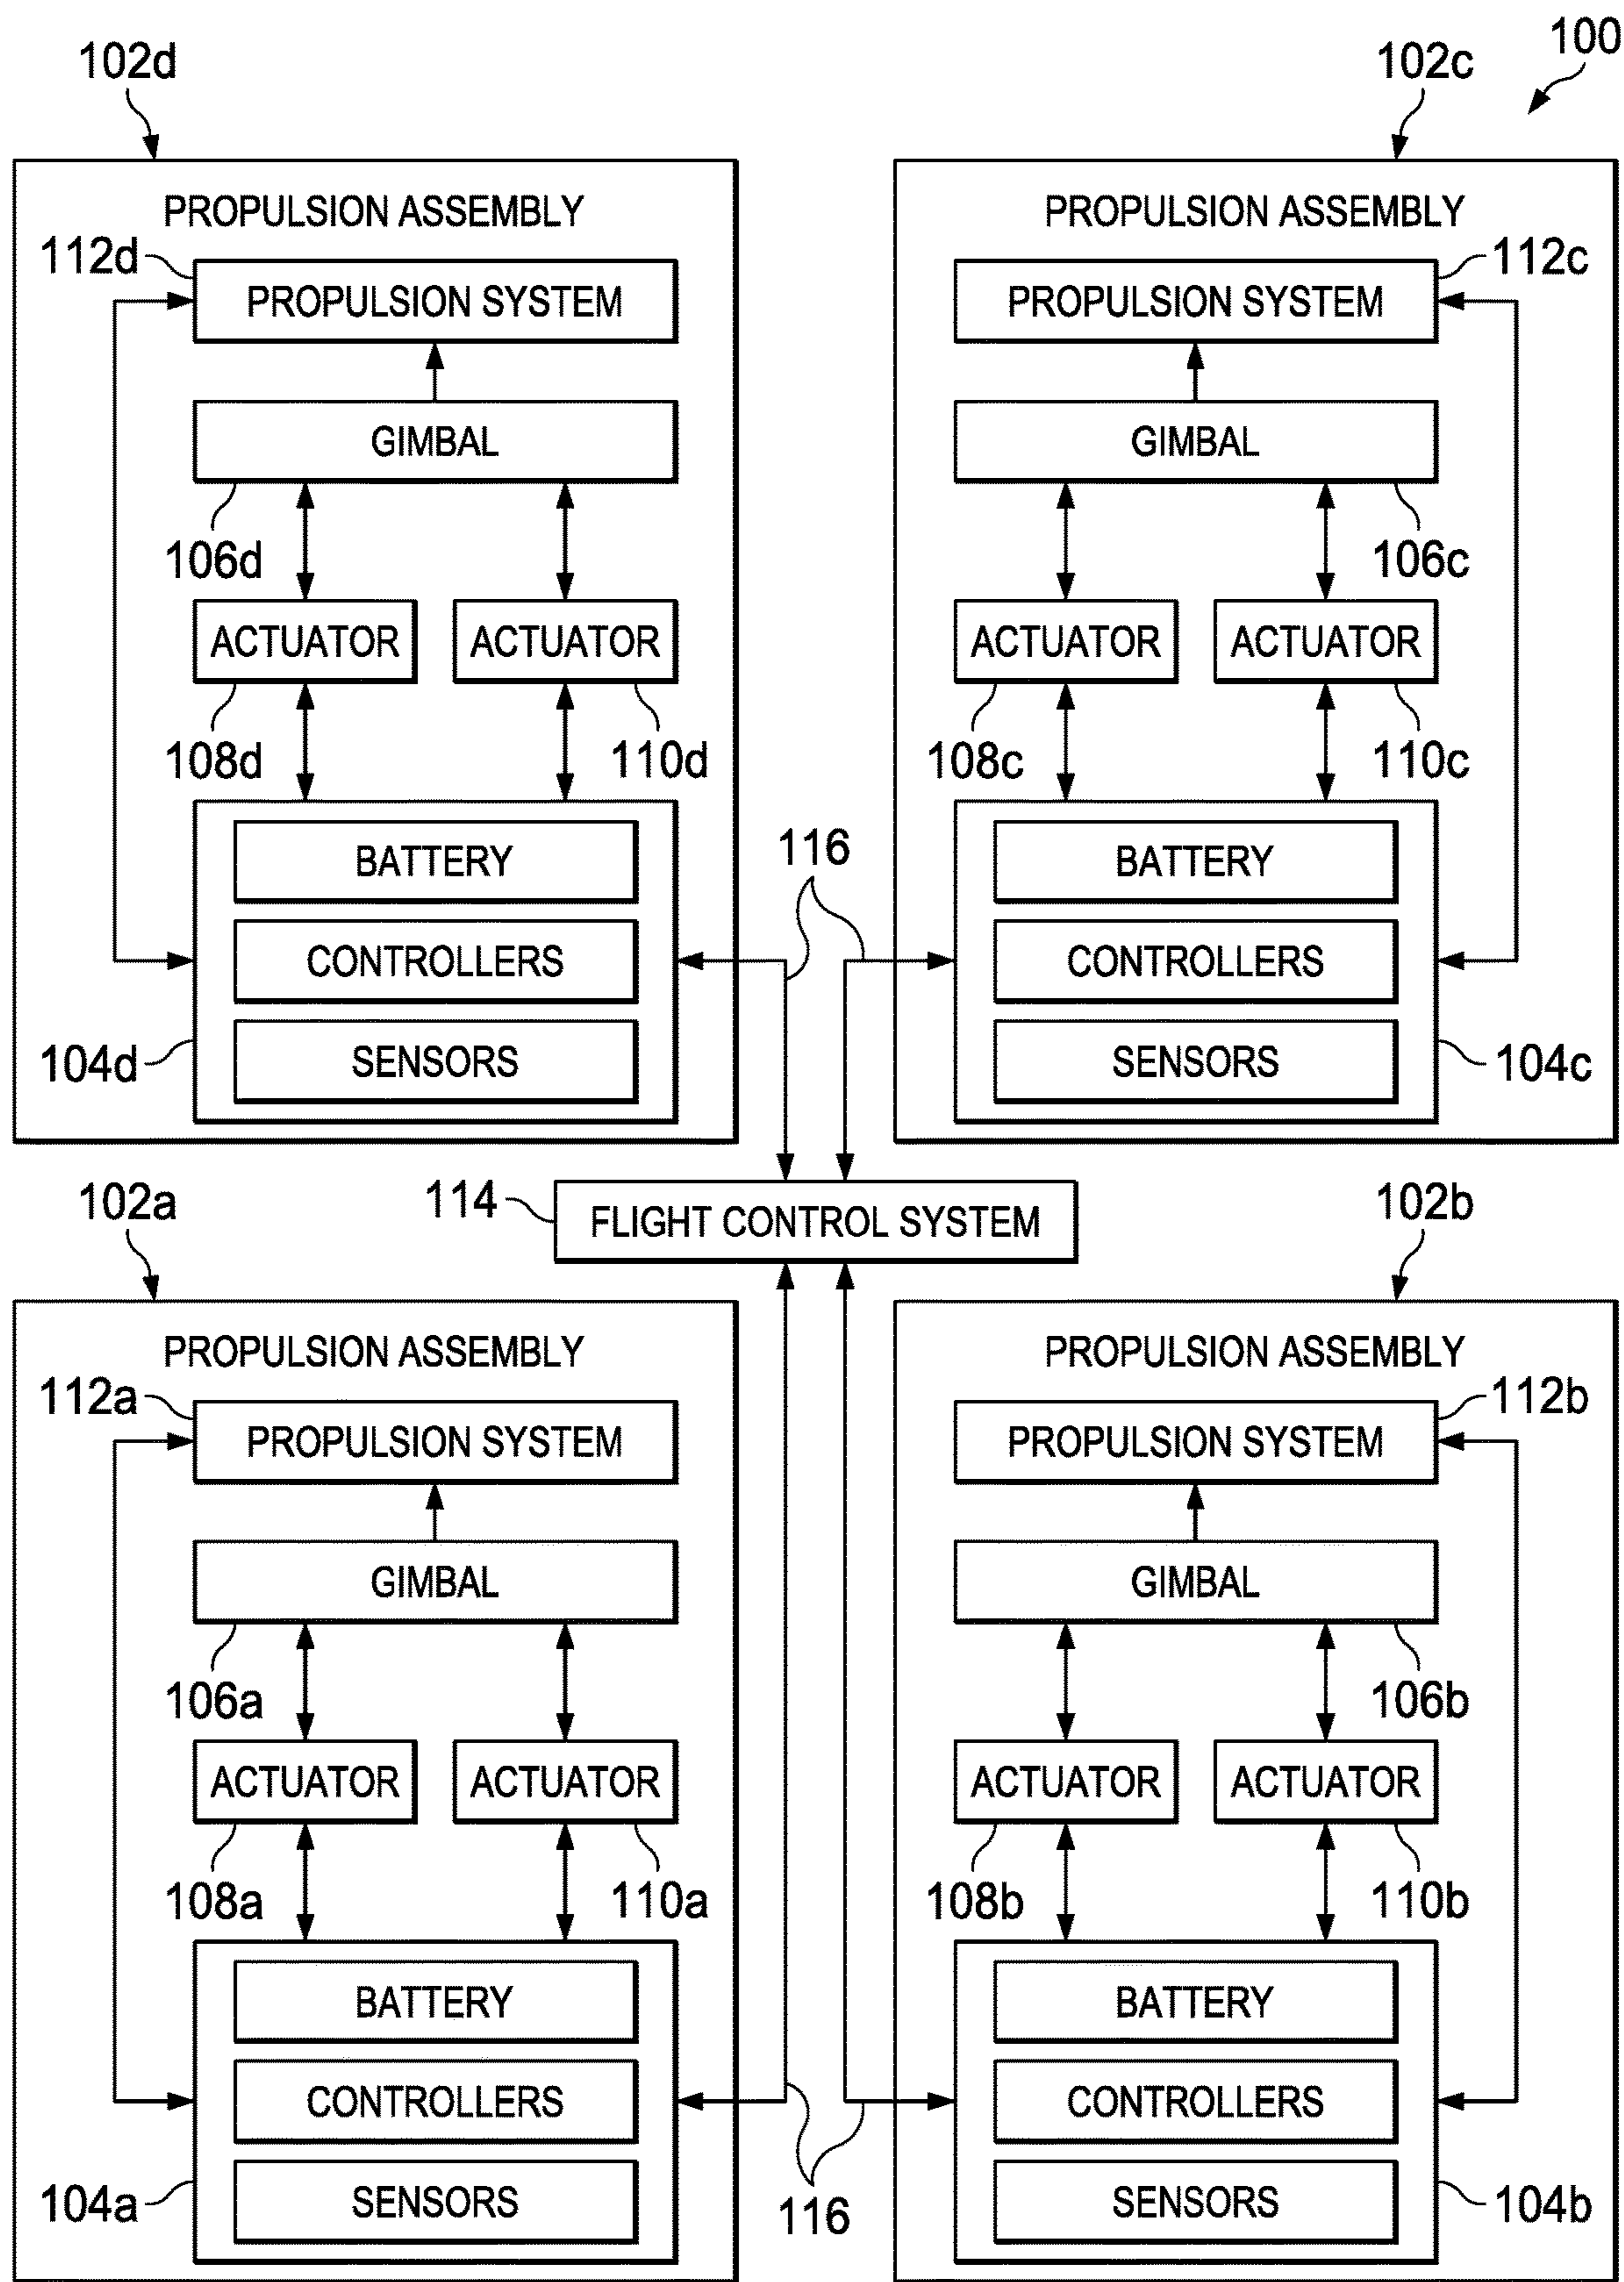 100
102d
102c
PROPULSION ASSEMBLY
PROPULSION ASSEMBLY
112d
PROPULSION SYSTEM
PROPULSION SYSTEM
112c
GIMBAL
GIMBAL
106d
106c
ACTUATOR
ACTUATOR
ACTUATOR
ACTUATOR
108d
110d
108c
110c
BATTERY
116
BATTERY
CONTROLLERS
CONTROLLERS
104d
SENSORS
SENSORS
104c
102a
114
FLIGHT CONTROL SYSTEM
102b
PROPULSION ASSEMBLY
PROPULSION ASSEMBLY
112a
PROPULSION SYSTEM
PROPULSION SYSTEM
112b
GIMBAL
GIMBAL
106a
106b
ACTUATOR
ACTUATOR
ACTUATOR
ACTUATOR
108a
110a
108b
110b
BATTERY
BATTERY
CONTROLLERS
CONTROLLERS
104a
SENSORS
116
SENSORS
104b